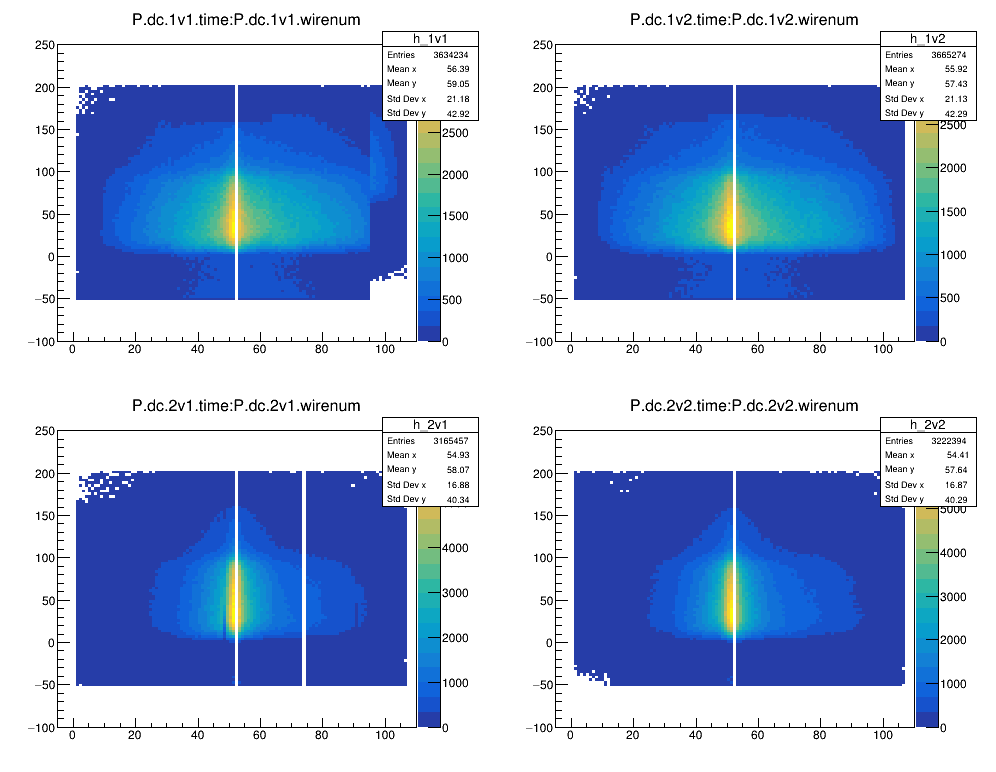 P.dc.1v1.time:P.dc.1v1.wirenum
h_1v1
Entries 3634234
Mean x 56.39
Mean y 59.05
Std Dev x 21.18
Std Dev y 42.92
250
200
150
100
50
0
−50
−100
0 20 40 60 80 100
2500
2000
1500
1000
500
0
P.dc.1v2.time:P.dc.1v2.wirenum
h_1v2
Entries 3665274
Mean x 55.92
Mean y 57.43
Std Dev x 21.13
Std Dev y 42.29
250
200
150
100
50
0
−50
−100
0 20 40 60 80 100
2500
2000
1500
1000
500
0
P.dc.2v1.time:P.dc.2v1.wirenum
h_2v1
Entries 3165457
Mean x 54.93
Mean y 58.07
Std Dev x 16.88
Std Dev y 40.34
250
200
150
100
50
0
−50
−100
0 20 40 60 80 100
4000
3000
2000
1000
0
P.dc.2v2.time:P.dc.2v2.wirenum
h_2v2
Entries 3222394
Mean x 54.41
Mean y 57.64
Std Dev x 16.87
Std Dev y 40.29
250
200
150
100
50
0
−50
−100
0 20 40 60 80 100
5000
4000
3000
2000
1000
0